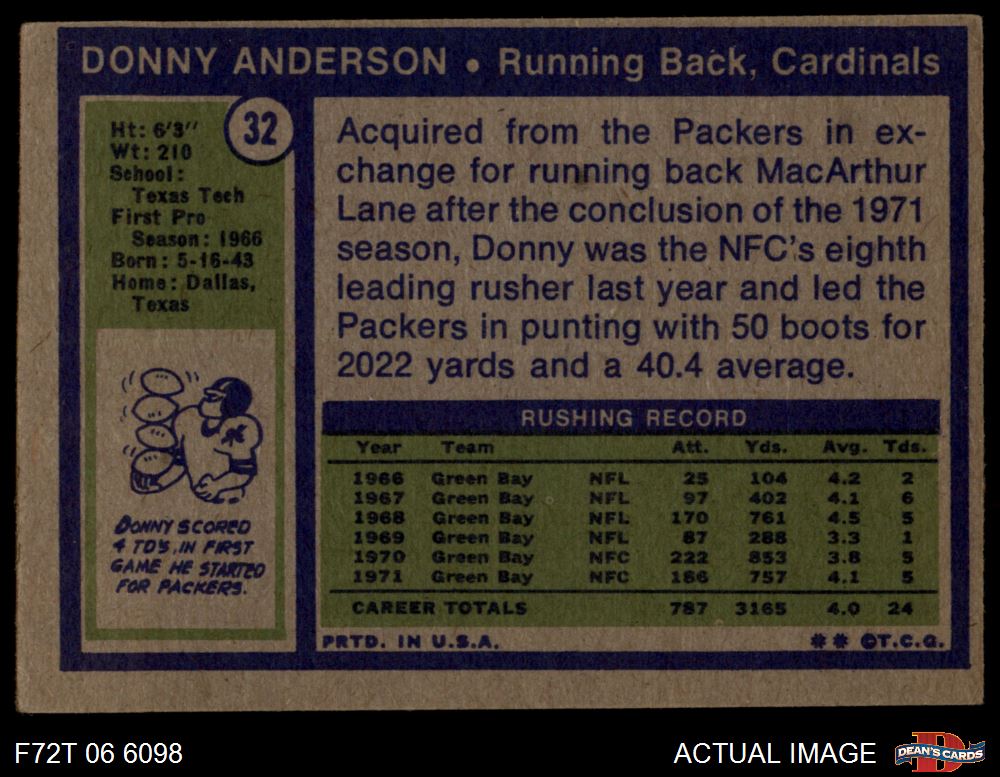 DONNY ANDERSON • Running Back, Cardinals
32
Ht: 6'3"
Wt: 210
School:
Texas Tech
First Pro
Season: 1966
Born: 5-16-43
Home: Dallas,
Texas
DONNY SCORED
4 TD'S. IN FIRST
GAME HE STARTED
FOR PACKERS.
Acquired from the Packers in ex-
change for running back MacArthur
Lane after the conclusion of the 1971
season, Donny was the NFC's eighth
leading rusher last year and led the
Packers in punting with 50 boots for
2022 yards and a 40.4 average.
RUSHING RECORD
Year Team Att. Yds. Avg. Tds.
1966 Green Bay NFL 25 104 4.2 2
1967 Green Bay NFL 97 402 4.1 6
1968 Green Bay NFL 170 761 4.5 5
1969 Green Bay NFL 87 288 3.3 1
1970 Green Bay NFC 222 853 3.8 5
1971 Green Bay NFC 186 757 4.1 5
CAREER TOTALS 787 3165 4.0 24
PRTD. IN U.S.A. ** ©T.C.G.
F72T 06 6098
ACTUAL IMAGE
D
DEAN'S CARDS